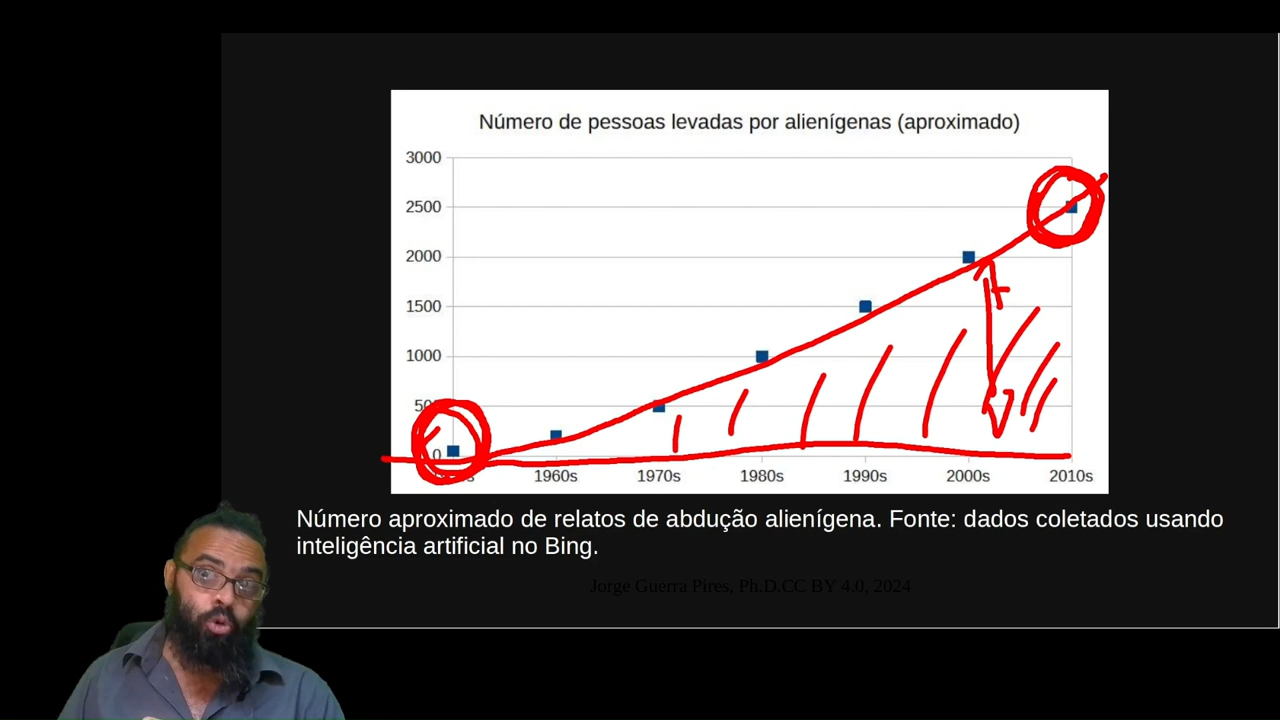 Número de pessoas levadas por alienígenas (aproximado)
3000
2500
2000
1500
1000
0
1960s
1970s
1980s
1990s
2000s
2010s
Número aproximado de relatos de abdução alienígena. Fonte: dados coletados usando
inteligência artificial no Bing.
Jorge Guerra Pires, Ph.D.CC BY 4.0, 2024